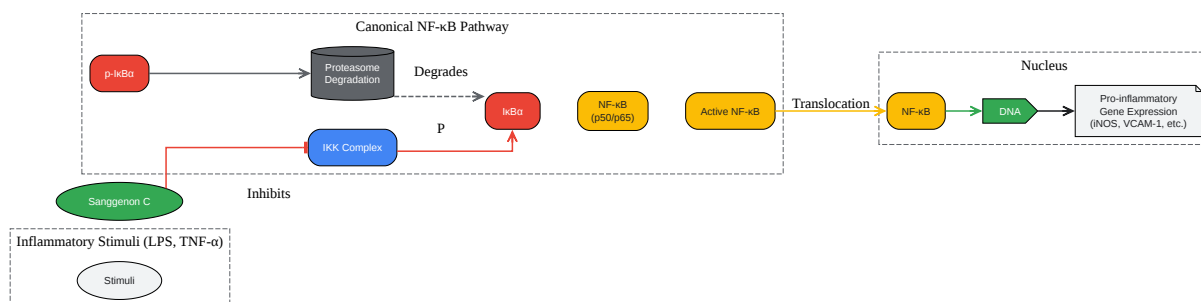 Canonical NF-κB Pathway
p-IκBα
Proteasome
Degradation
Degrades
IκBα
NF-κB
(p50/p65)
Active NF-κB
Translocation
Nucleus
NF-κB
DNA
Pro-inflammatory
Gene Expression
(iNOS, VCAM-1, etc.)
P
IKK Complex
Inhibits
Sanggenon C
Inflammatory Stimuli (LPS, TNF-α)
Stimuli